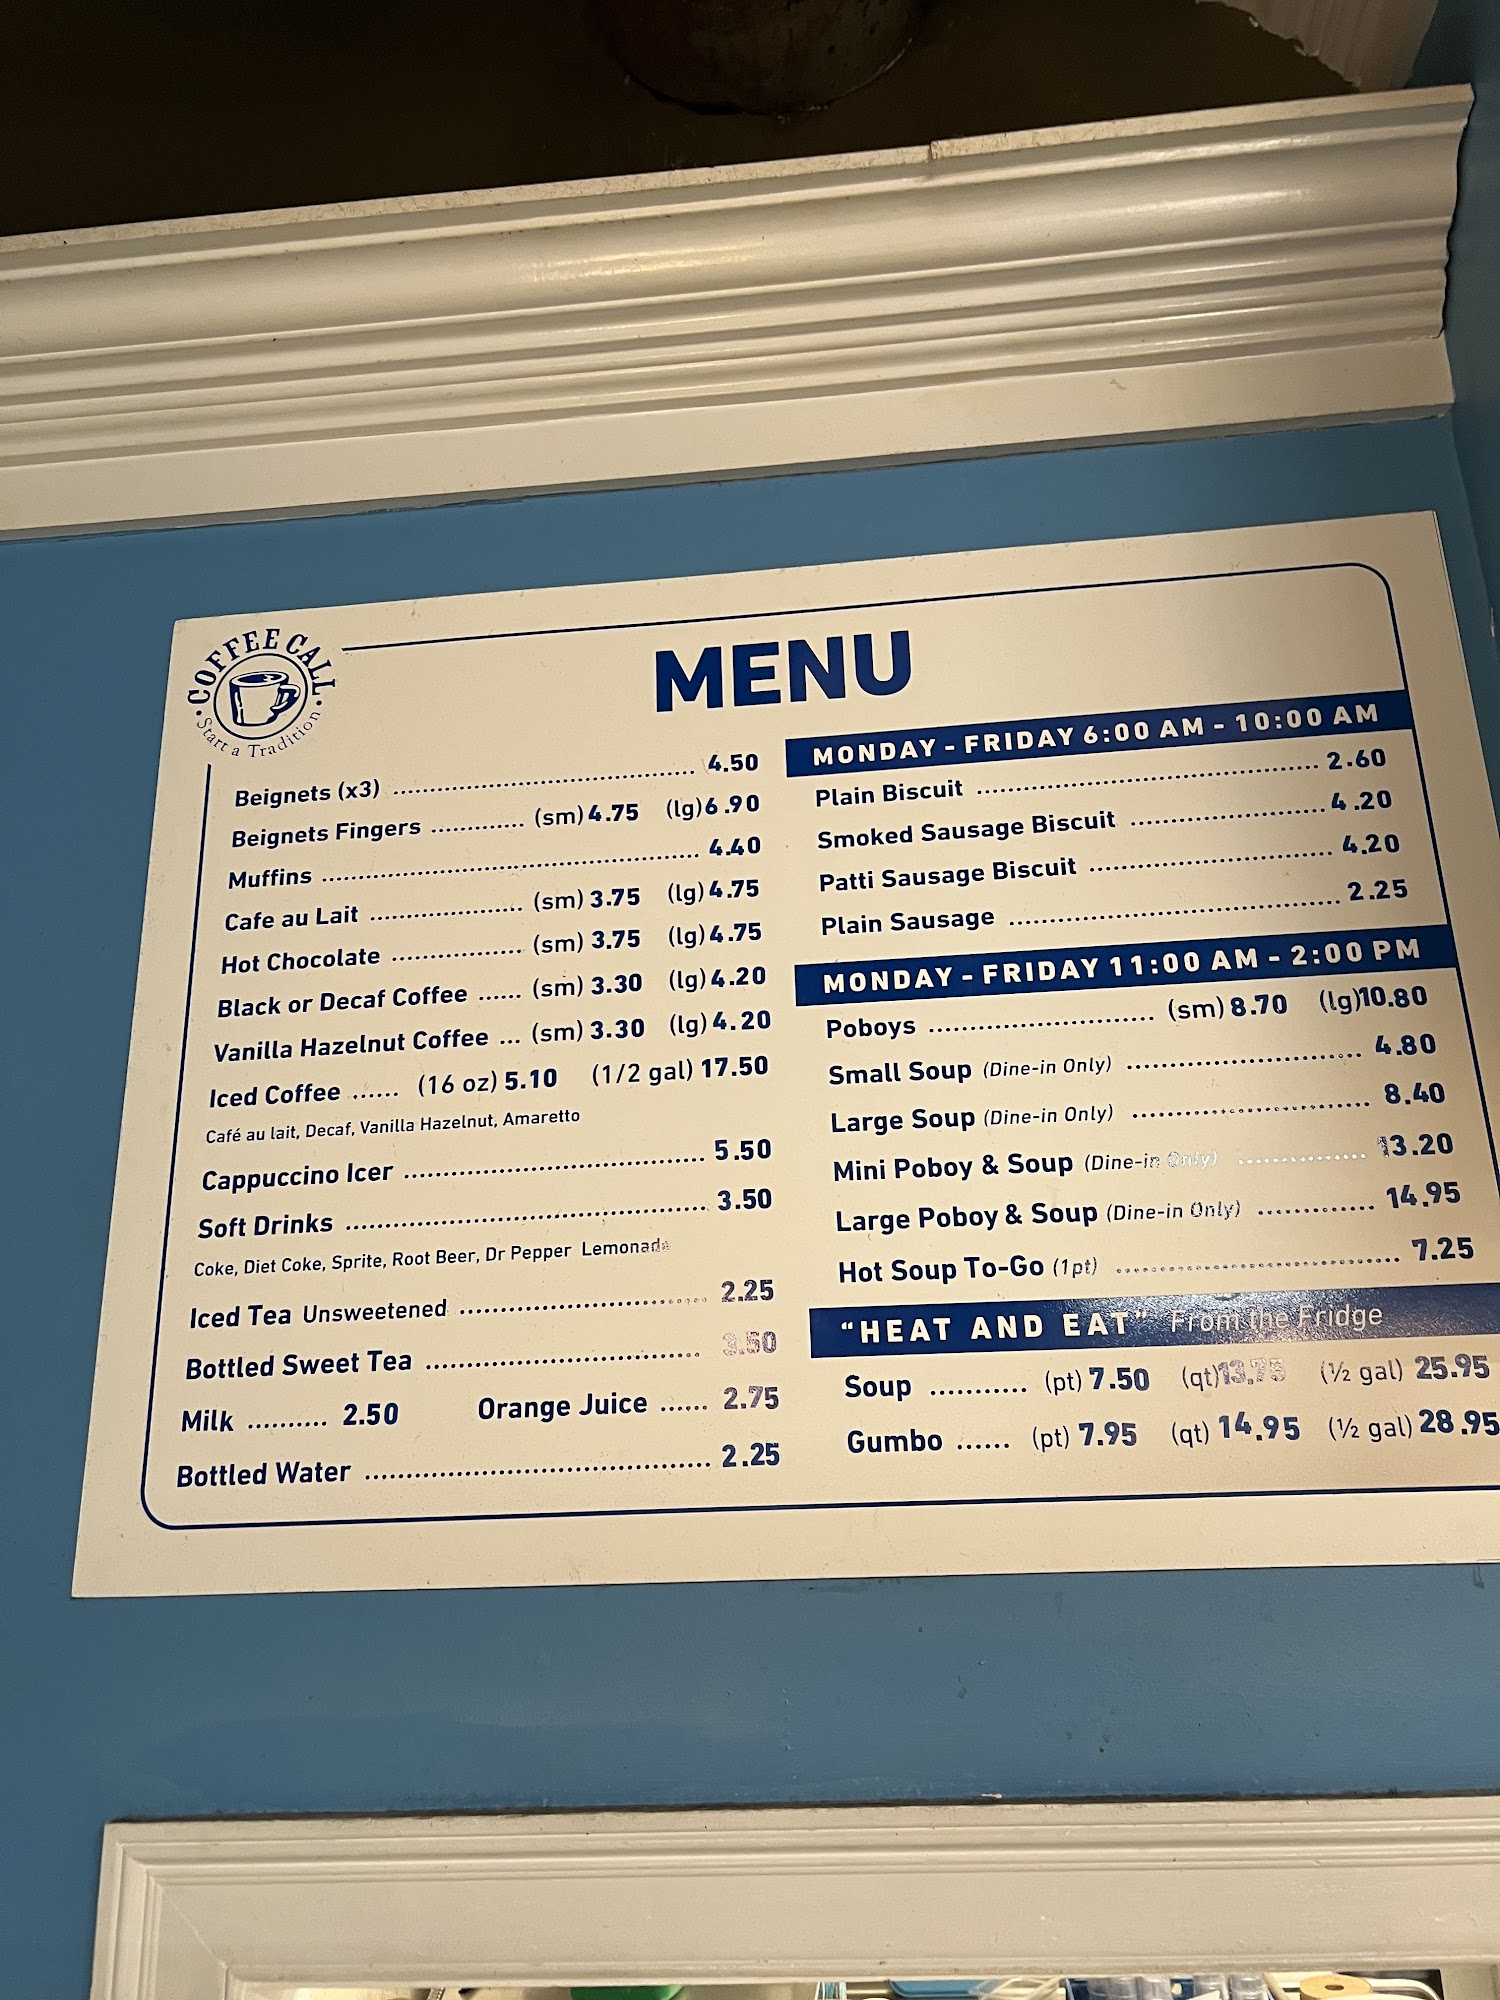 COFFEE CALL
Start a Tradition
MENU
Beignets (x3) 4.50
Beignets Fingers (sm) 4.75 (lg) 6.90
Muffins 4.40
Cafe au Lait (sm) 3.75 (lg) 4.75
Hot Chocolate (sm) 3.75 (lg) 4.75
Black or Decaf Coffee (sm) 3.30 (lg) 4.20
Vanilla Hazelnut Coffee (sm) 3.30 (lg) 4.20
Iced Coffee (16 oz) 5.10 (1/2 gal) 17.50
Café au lait, Decaf, Vanilla Hazelnut, Amaretto
Cappuccino Icer 5.50
Soft Drinks 3.50
Coke, Diet Coke, Sprite, Root Beer, Dr Pepper Lemonade
Iced Tea Unsweetened 2.25
Bottled Sweet Tea 3.50
Milk 2.50 Orange Juice 2.75
Bottled Water 2.25
MONDAY - FRIDAY 6:00 AM - 10:00 AM
Plain Biscuit 2.60
Smoked Sausage Biscuit 4.20
Patti Sausage Biscuit 4.20
Plain Sausage 2.25
MONDAY - FRIDAY 11:00 AM - 2:00 PM
Poboys (sm) 8.70 (lg) 10.80
Small Soup (Dine-in Only) 4.80
Large Soup (Dine-in Only) 8.40
Mini Poboy & Soup (Dine-in Only) 13.20
Large Poboy & Soup (Dine-in Only) 14.95
Hot Soup To-Go (1pt) 7.25
"HEAT AND EAT" From the Fridge
Soup (pt) 7.50 (qt) 13.75 (½ gal) 25.95
Gumbo (pt) 7.95 (qt) 14.95 (½ gal) 28.95